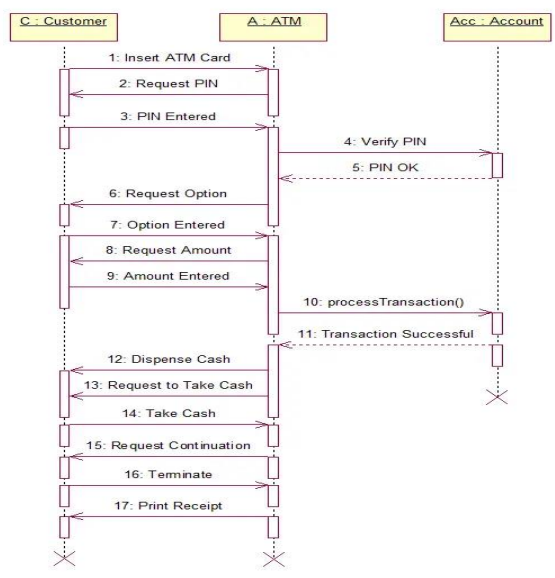 C : Customer
A : ATM
Acc : Account
1: Insert ATM Card
2: Request PIN
3: PIN Entered
4: Verify PIN
5: PIN OK
6: Request Option
7: Option Entered
8: Request Amount
9: Amount Entered
10: processTransaction()
11: Transaction Successful
12: Dispense Cash
13: Request to Take Cash
14: Take Cash
15: Request Continuation
16: Terminate
17: Print Receipt